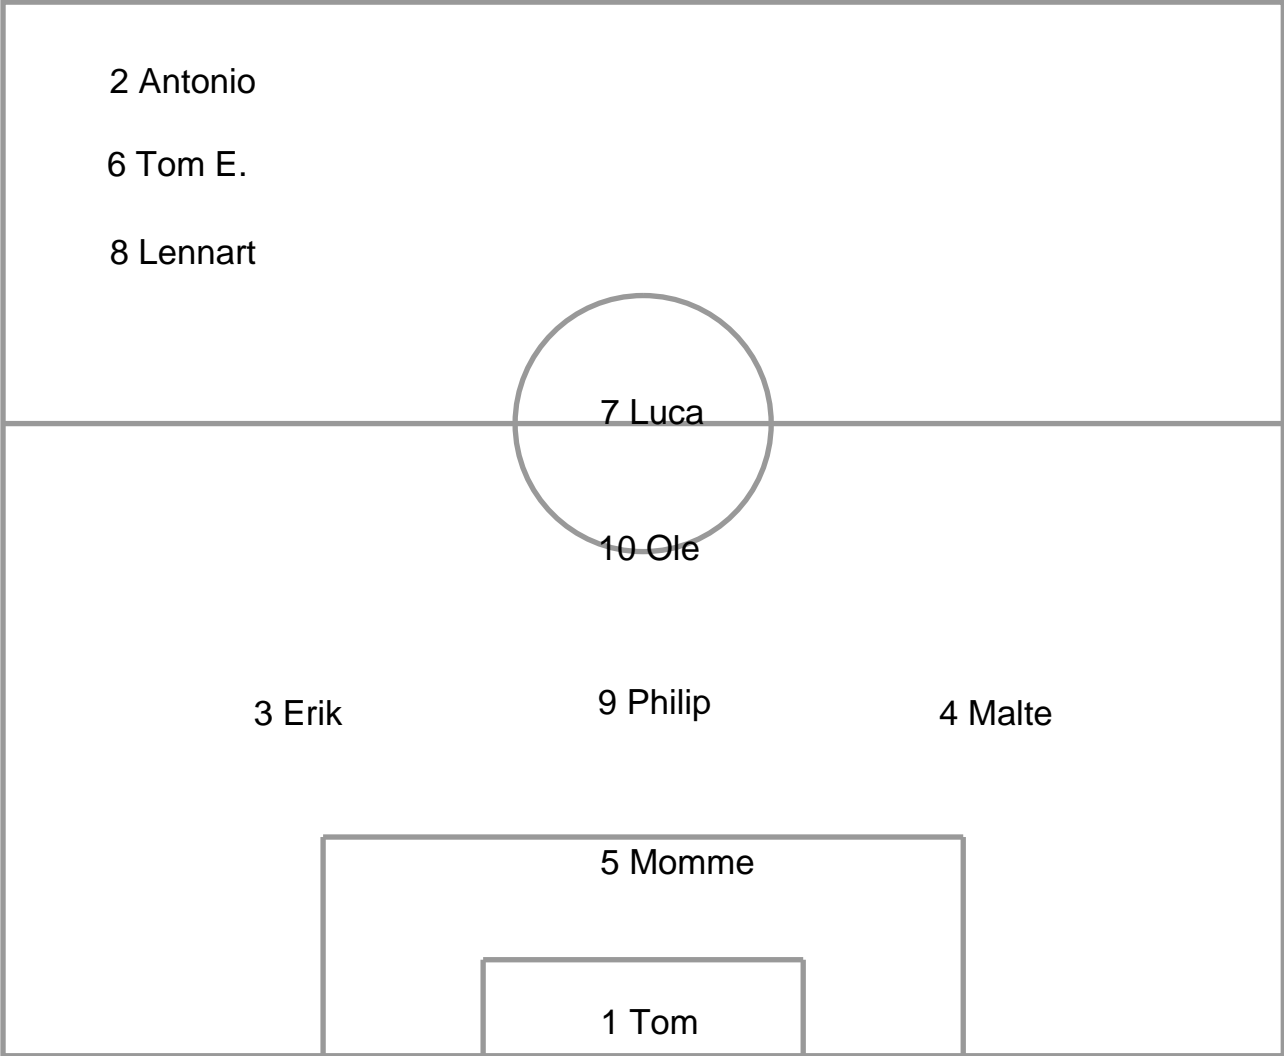 2 Antonio
6 Tom E.
8 Lennart
7 Luca
10 Ole
3 Erik
9 Philip
4 Malte
5 Momme
1 Tom